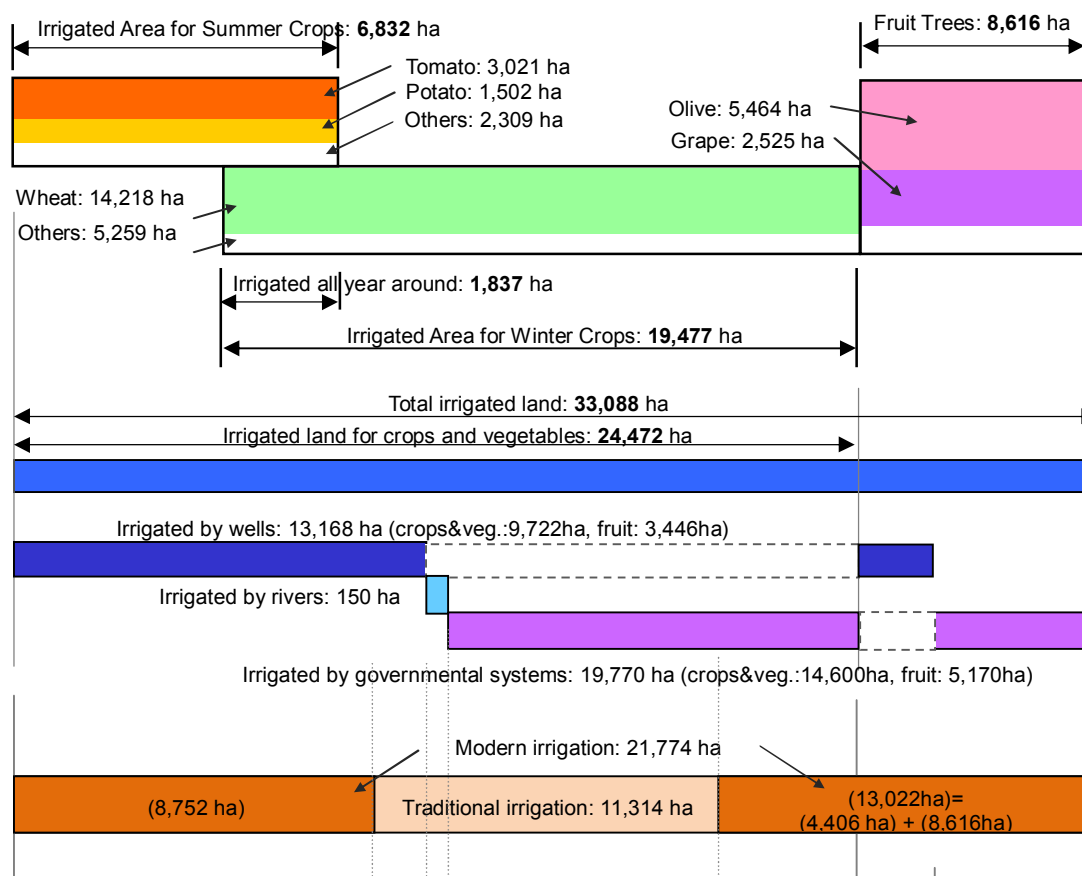 Irrigated Area for Summer Crops: 6,832 ha
Fruit Trees: 8,616 ha
Tomato: 3,021 ha
Potato: 1,502 ha
Others: 2,309 ha
Olive: 5,464 ha
Grape: 2,525 ha
Wheat: 14,218 ha
Others: 5,259 ha
Irrigated all year around: 1,837 ha
Irrigated Area for Winter Crops: 19,477 ha
Total irrigated land: 33,088 ha
Irrigated land for crops and vegetables: 24,472 ha
Irrigated by wells: 13,168 ha (crops&veg.:9,722ha, fruit: 3,446ha)
Irrigated by rivers: 150 ha
Irrigated by governmental systems: 19,770 ha (crops&veg.:14,600ha, fruit: 5,170ha)
Modern irrigation: 21,774 ha
(8,752 ha)
Traditional irrigation: 11,314 ha
(13,022ha)=
(4,406 ha) + (8,616ha)